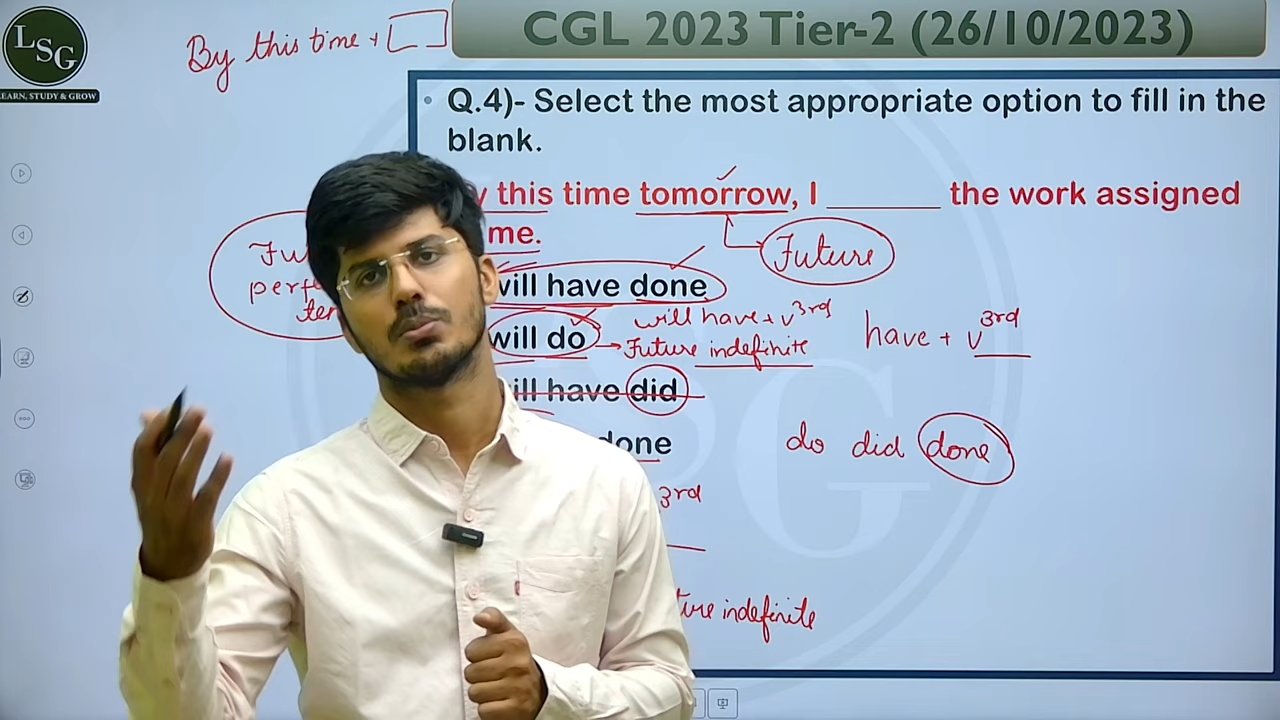 LSG
LEARN, STUDY & GROW
By this time +
CGL 2023 Tier-2 (26/10/2023)
• Q.4)- Select the most appropriate option to fill in the
blank.
this time tomorrow, I ________ the work assigned
me.
Future
will have done
will have + v3rd
will do → Future indefinite
have + v3rd
have did
done
do did done
3rd
indefinite